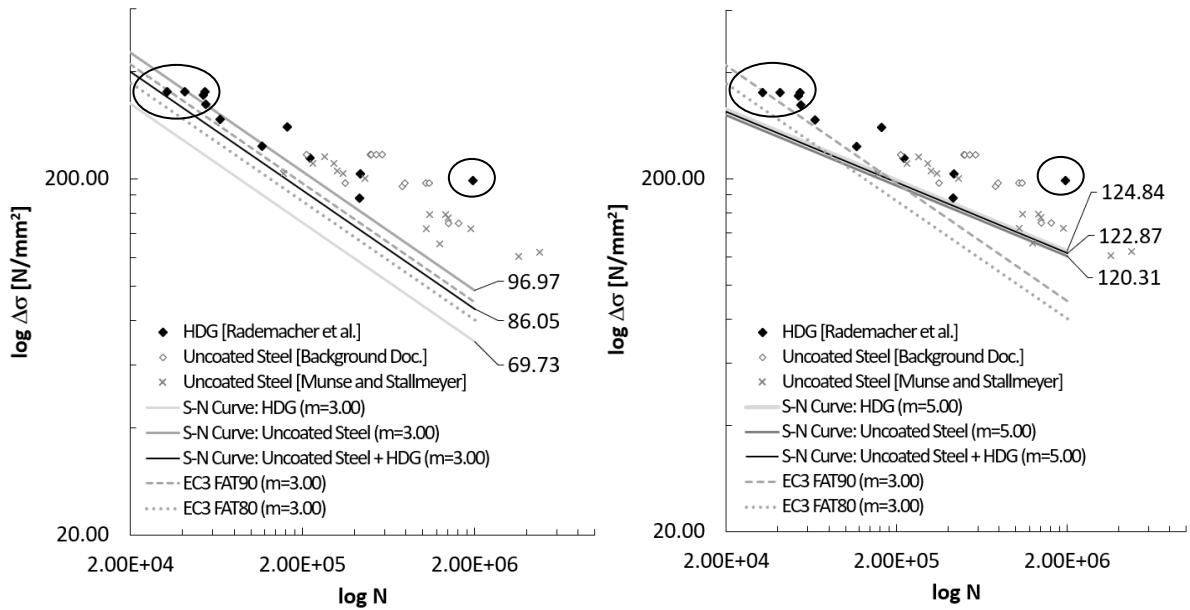 200.00
log Δσ [N/mm²]
96.97
86.05
69.73
HDG [Rademacher et al.]
Uncoated Steel [Background Doc.]
Uncoated Steel [Munse and Stallmeyer]
S-N Curve: HDG (m=3.00)
S-N Curve: Uncoated Steel (m=3.00)
S-N Curve: Uncoated Steel + HDG (m=3.00)
EC3 FAT90 (m=3.00)
EC3 FAT80 (m=3.00)
20.00
2.00E+04
2.00E+05
2.00E+06
log N
200.00
log Δσ [N/mm²]
124.84
122.87
120.31
HDG [Rademacher et al.]
Uncoated Steel [Background Doc.]
Uncoated Steel [Munse and Stallmeyer]
S-N Curve: HDG (m=5.00)
S-N Curve: Uncoated Steel (m=5.00)
S-N Curve: Uncoated Steel + HDG (m=5.00)
EC3 FAT90 (m=3.00)
EC3 FAT80 (m=3.00)
20.00
2.00E+04
2.00E+05
2.00E+06
log N